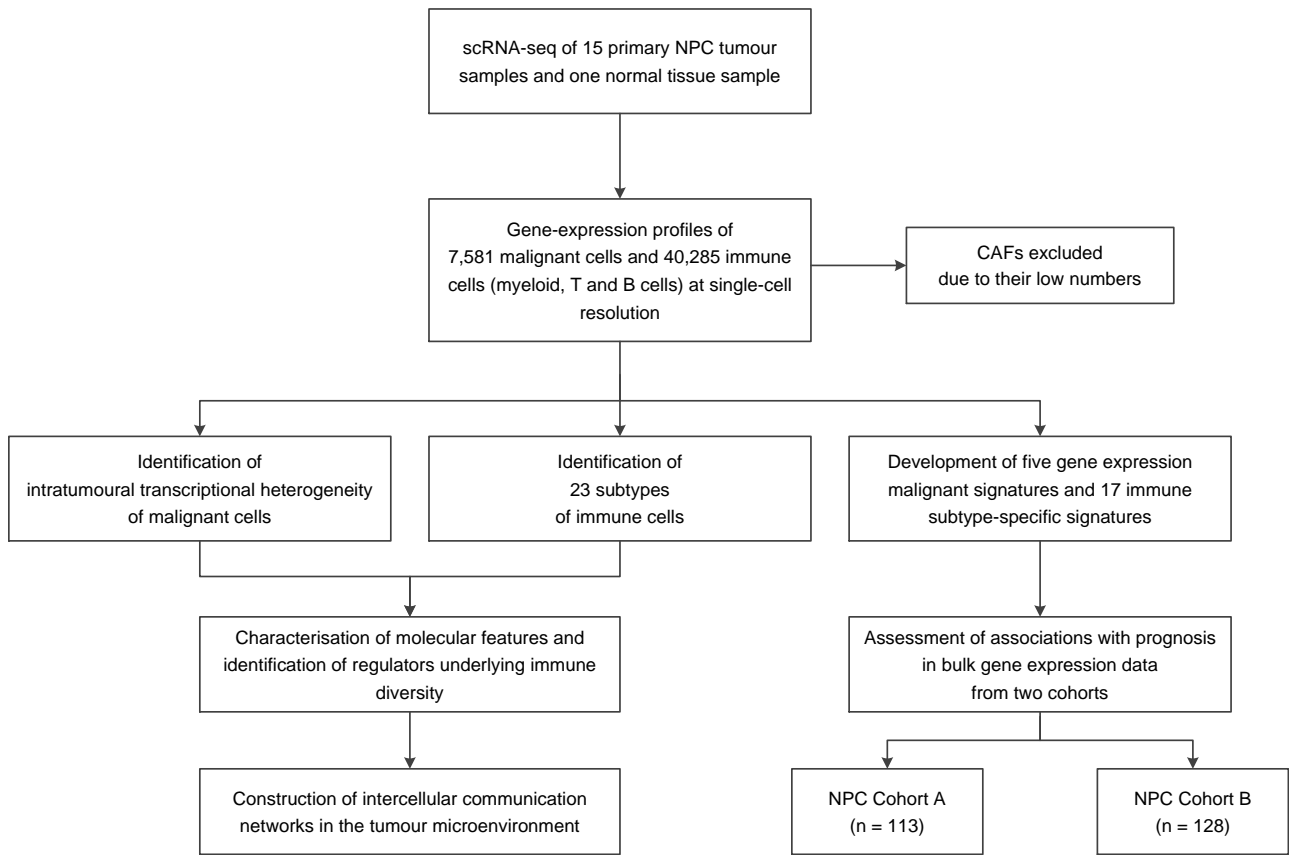 scRNA-seq of 15 primary NPC tumour
samples and one normal tissue sample
Gene-expression profiles of
7,581 malignant cells and 40,285 immune
cells (myeloid, T and B cells) at single-cell
resolution
CAFs excluded
due to their low numbers
Identification of
intratumoural transcriptional heterogeneity
of malignant cells
Identification of
23 subtypes
of immune cells
Development of five gene expression
malignant signatures and 17 immune
subtype-specific signatures
Characterisation of molecular features and
identification of regulators underlying immune
diversity
Assessment of associations with prognosis
in bulk gene expression data
from two cohorts
Construction of intercellular communication
networks in the tumour microenvironment
NPC Cohort A
(n = 113)
NPC Cohort B
(n = 128)